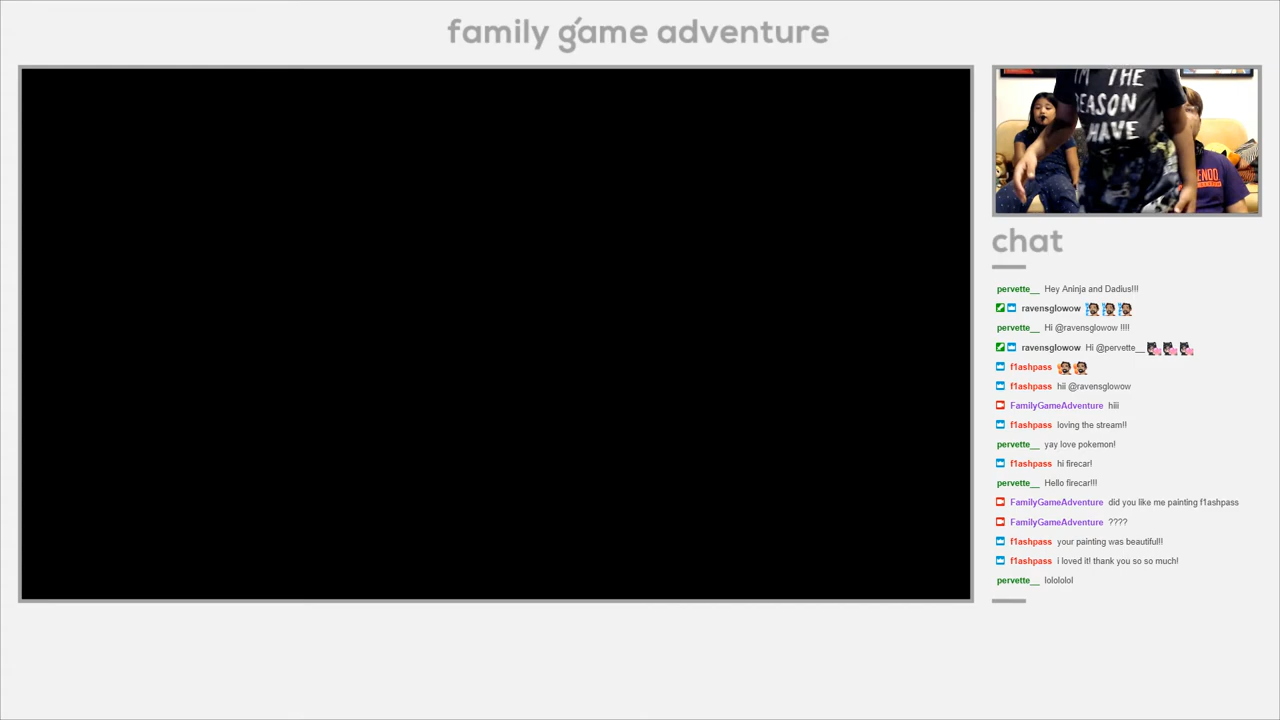 family game adventure
I'M THE
REASON
I HAVE
chat
pervette__ Hey Aninja and Dadius!!!
ravensglowow
pervette__ Hi @ravensglowow !!!!
ravensglowow Hi @pervette__
f1ashpass
f1ashpass hii @ravensglowow
FamilyGameAdventure hiii
f1ashpass loving the stream!!
pervette__ yay love pokemon!
f1ashpass hi firecar!
pervette__ Hello firecar!!!
FamilyGameAdventure did you like me painting f1ashpass
FamilyGameAdventure ????
f1ashpass your painting was beautiful!!
f1ashpass i loved it! thank you so so much!
pervette__ lolololol